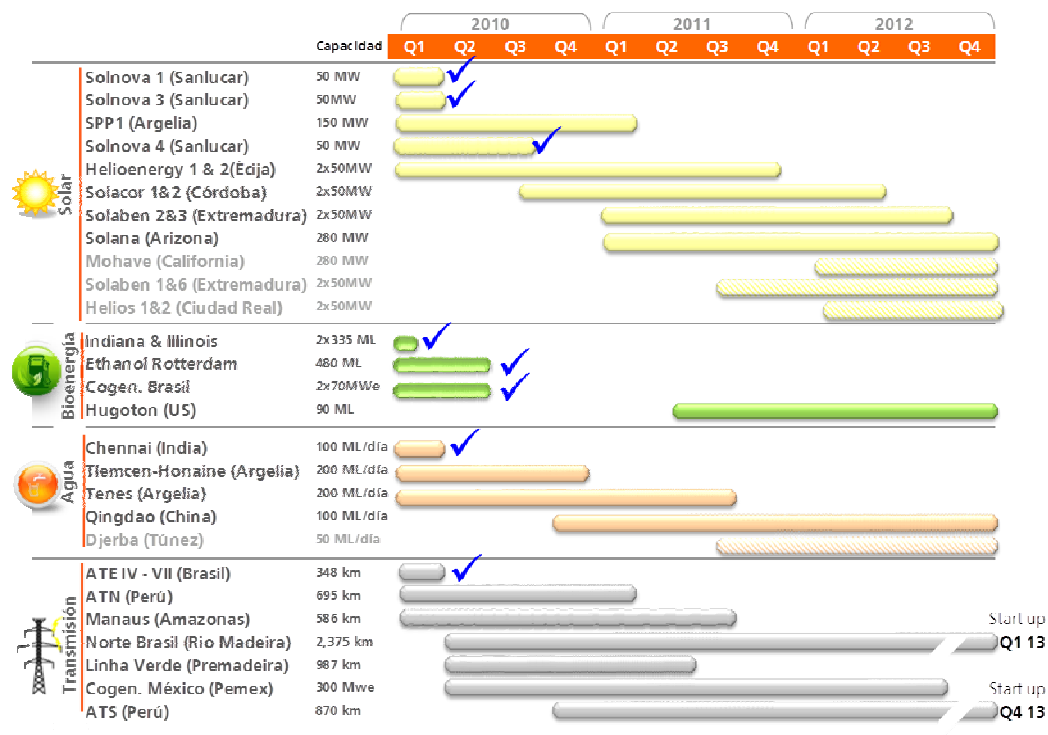 2010 2011 2012
Capacidad Q1 Q2 Q3 Q4 Q1 Q2 Q3 Q4 Q1 Q2 Q3 Q4
Solar
Solnova 1 (Sanlucar) 50 MW
Solnova 3 (Sanlucar) 50MW
SPP1 (Argelia) 150 MW
Solnova 4 (Sanlucar) 50 MW
Helioenergy 1 & 2(Écija) 2x50MW
Solacor 1&2 (Córdoba) 2x50MW
Solaben 2&3 (Extremadura) 2x50MW
Solana (Arizona) 280 MW
Mohave (California) 280 MW
Solaben 1&6 (Extremadura) 2x50MW
Helios 1&2 (Ciudad Real) 2x50MW
Bioenergía
Indiana & Illinois 2x335 ML
Ethanol Rotterdam 480 ML
Cogen. Brasil 2x70MWe
Hugoton (US) 90 ML
Agua
Chennai (India) 100 ML/día
Tlemcen-Honaine (Argelia) 200 ML/día
Tenes (Argelia) 200 ML/día
Qingdao (China) 100 ML/día
Djerba (Túnez) 50 ML/día
Transmisión
ATE IV - VII (Brasil) 348 km
ATN (Perú) 695 km
Manaus (Amazonas) 586 km
Start up
Norte Brasil (Rio Madeira) 2,375 km Q1 13
Linha Verde (Premadeira) 987 km
Cogen. México (Pemex) 300 Mwe Start up
ATS (Perú) 870 km Q4 13